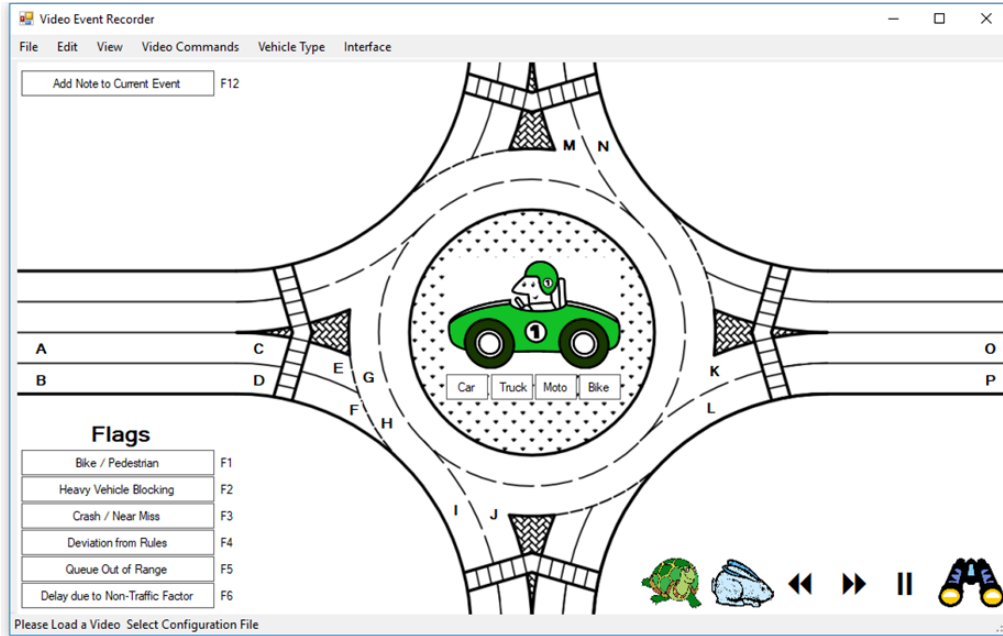 Video Event Recorder
File Edit View Video Commands Vehicle Type Interface
Add Note to Current Event F12
M N
1
1
A C
B D
E G
F H
Car Truck Moto Bike
K
L
O
P
I J
Flags
Bike / Pedestrian F1
Heavy Vehicle Blocking F2
Crash / Near Miss F3
Deviation from Rules F4
Queue Out of Range F5
Delay due to Non-Traffic Factor F6
Please Load a Video Select Configuration File